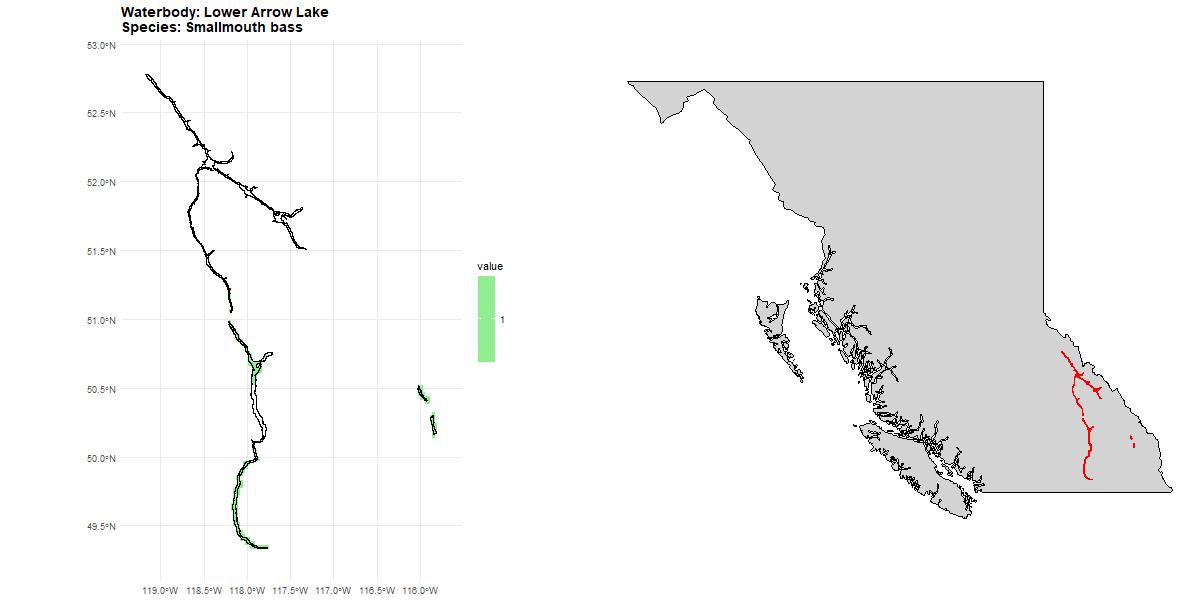 Waterbody: Lower Arrow Lake
Species: Smallmouth bass
53.0°N
52.5°N
52.0°N
51.5°N
51.0°N
50.5°N
50.0°N
49.5°N
119.0°W 118.5°W 118.0°W 117.5°W 117.0°W 116.5°W 116.0°W
value
1